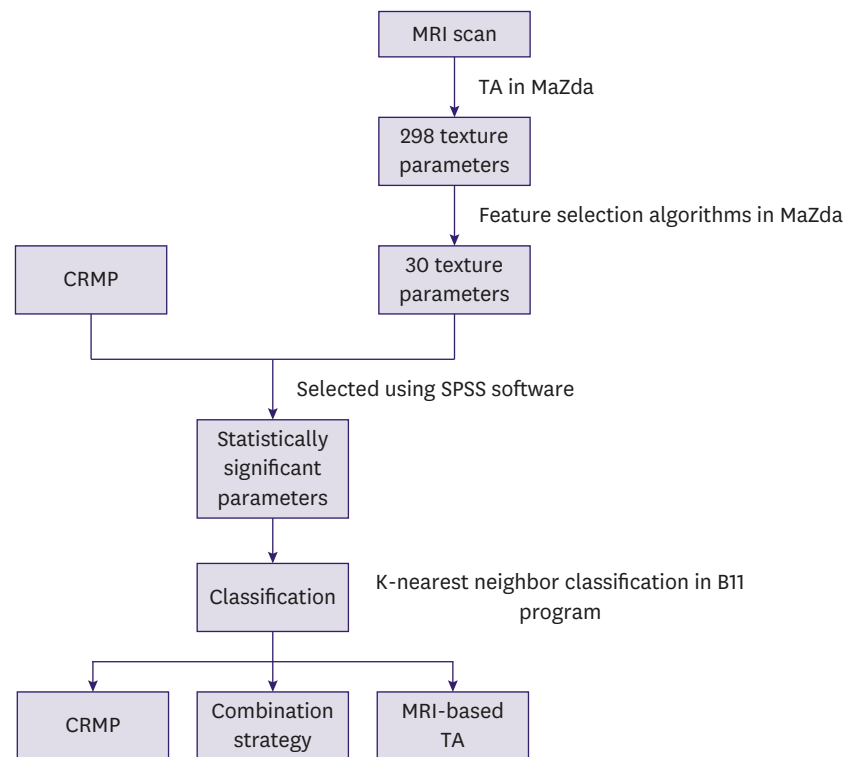 MRI scan
TA in MaZda
298 texture
parameters
Feature selection algorithms in MaZda
CRMP
30 texture
parameters
Selected using SPSS software
Statistically
significant
parameters
Classification
K-nearest neighbor classification in B11
program
CRMP
Combination
strategy
MRI-based
TA